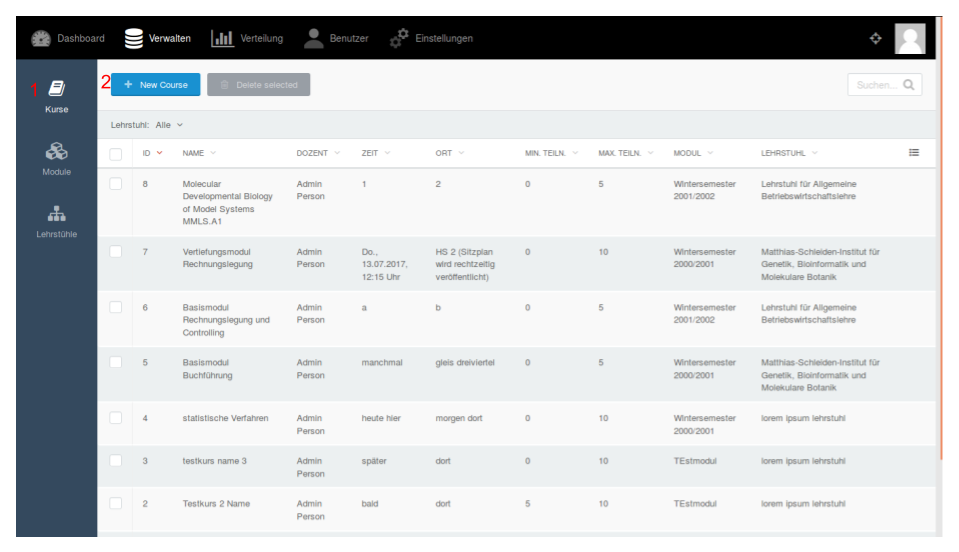 Dashboard Verwalten Verteilung Benutzer Einstellungen
1 Kurse
Module
Lehrstühle
2 + New Course Delete selected Suchen...
Lehrstuhl: Alle
ID NAME DOZENT ZEIT ORT MIN. TEILN. MAX. TEILN. MODUL LEHRSTUHL
8 Molecular Admin 1 2 0 5 Wintersemester Lehrstuhl für Allgemeine
Developmental Biology Person 2001/2002 Betriebswirtschaftslehre
of Model Systems
MMLS.A1
7 Vertiefungsmodul Admin Do., HS 2 (Sitzplan 0 10 Wintersemester Matthias-Schleiden-Institut für
Rechnungslegung Person 13.07.2017, wird rechtzeitig 2000/2001 Genetik, Bioinformatik und
12:15 Uhr veröffentlicht) Molekulare Botanik
6 Basismodul Admin a b 0 5 Wintersemester Lehrstuhl für Allgemeine
Rechnungslegung und Person 2001/2002 Betriebswirtschaftslehre
Controlling
5 Basismodul Admin manchmal gleis dreiviertel 0 5 Wintersemester Matthias-Schleiden-Institut für
Buchführung Person 2000/2001 Genetik, Bioinformatik und
Molekulare Botanik
4 statistische Verfahren Admin heute hier morgen dort 0 10 Wintersemester lorem ipsum lehrstuhl
Person 2000/2001
3 testkurs name 3 Admin später dort 0 10 TEstmodul lorem ipsum lehrstuhl
Person
2 Testkurs 2 Name Admin bald dort 5 10 TEstmodul lorem ipsum lehrstuhl
Person